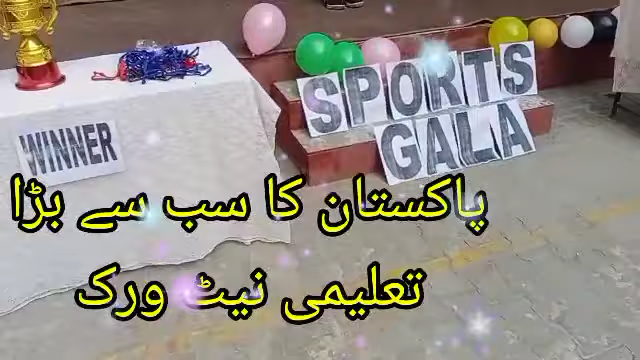 SPORTS
GALA
WINNER
پاکستان کا سب سے بڑا
تعلیمی نیٹ ورک